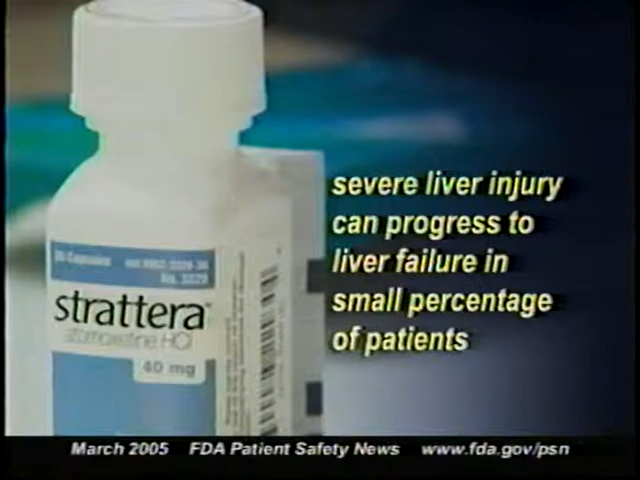 strattera
atomoxetine HCl
40 mg
severe liver injury
can progress to
liver failure in
small percentage
of patients
March 2005 FDA Patient Safety News www.fda.gov/psn